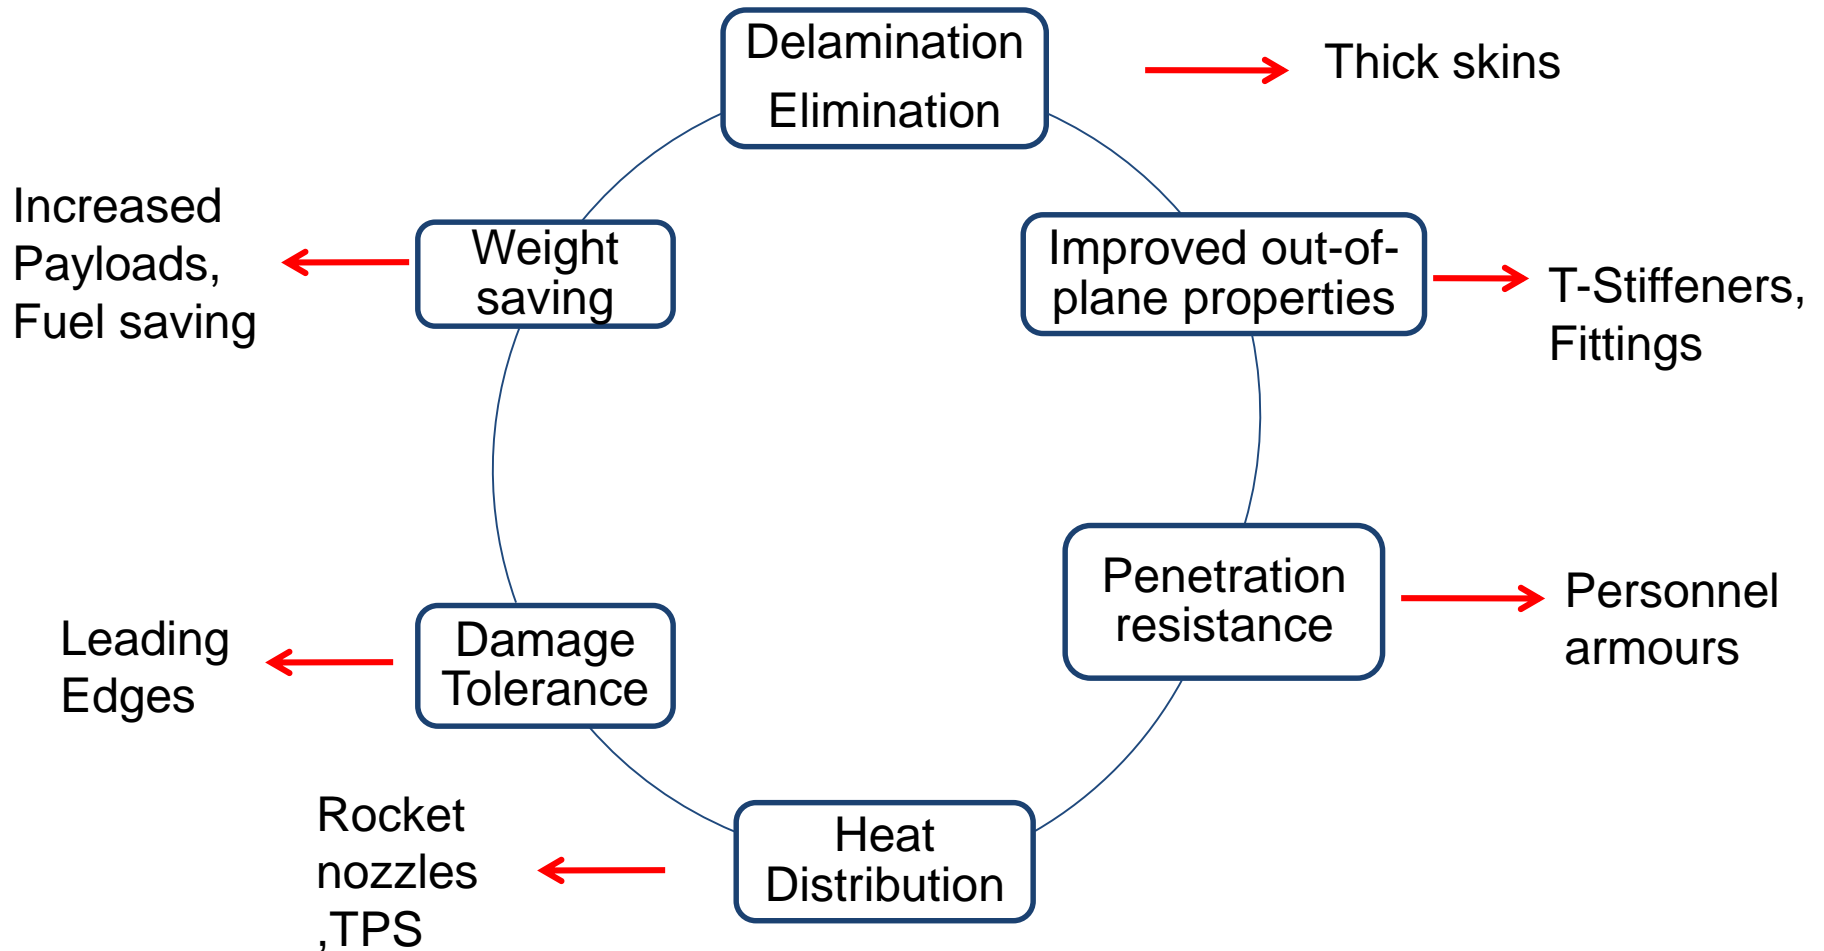 Delamination
Elimination
Thick skins
Increased
Payloads,
Fuel saving
Weight
saving
Improved out-of-
plane properties
T-Stiffeners,
Fittings
Penetration
resistance
Personnel
armours
Leading
Edges
Damage
Tolerance
Rocket
nozzles
,TPS
Heat
Distribution